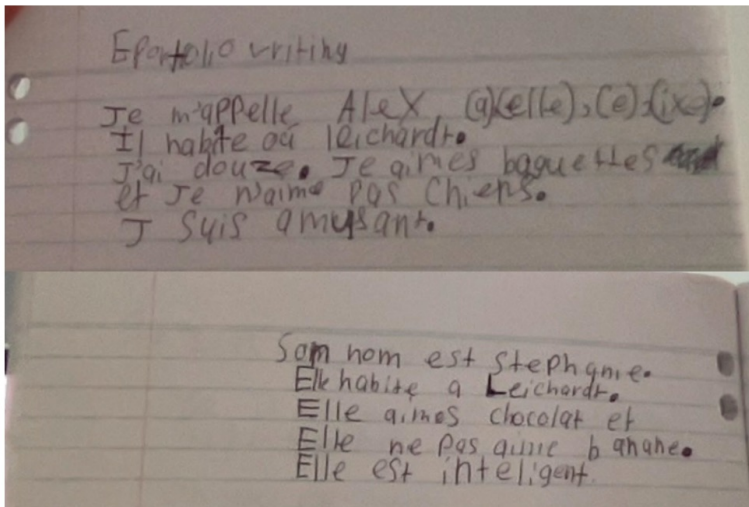 Eportfolio writing
Je m'appelle Alex (a)(elle),(e),(ixe).
Il habite où leichardt.
J'ai douze. Je aimes baguettes
et Je n'aime pas Chiens.
J suis amusant.
Som nom est Stephanie.
Elle habite a Leichardt.
Elle aimes chocolat et
Elle ne pas aime banane.
Elle est inteligent.